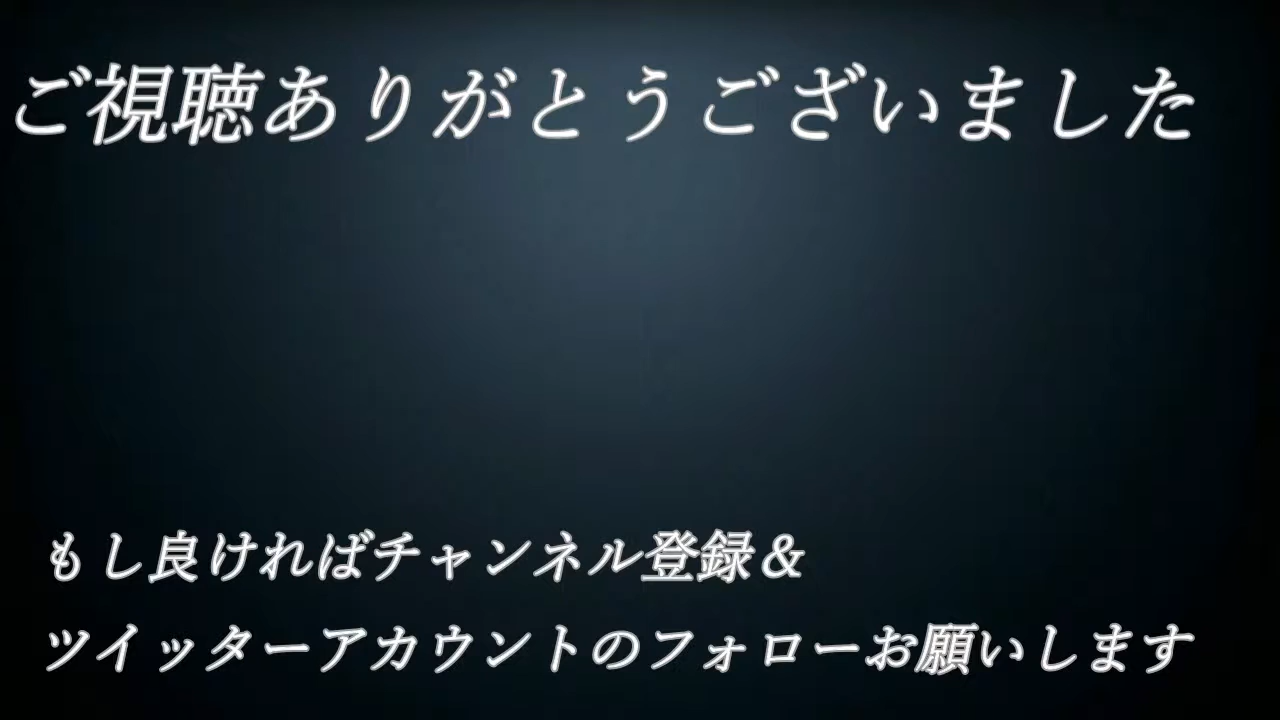 ご視聴ありがとうございました
もし良ければチャンネル登録＆
ツイッターアカウントのフォローお願いします